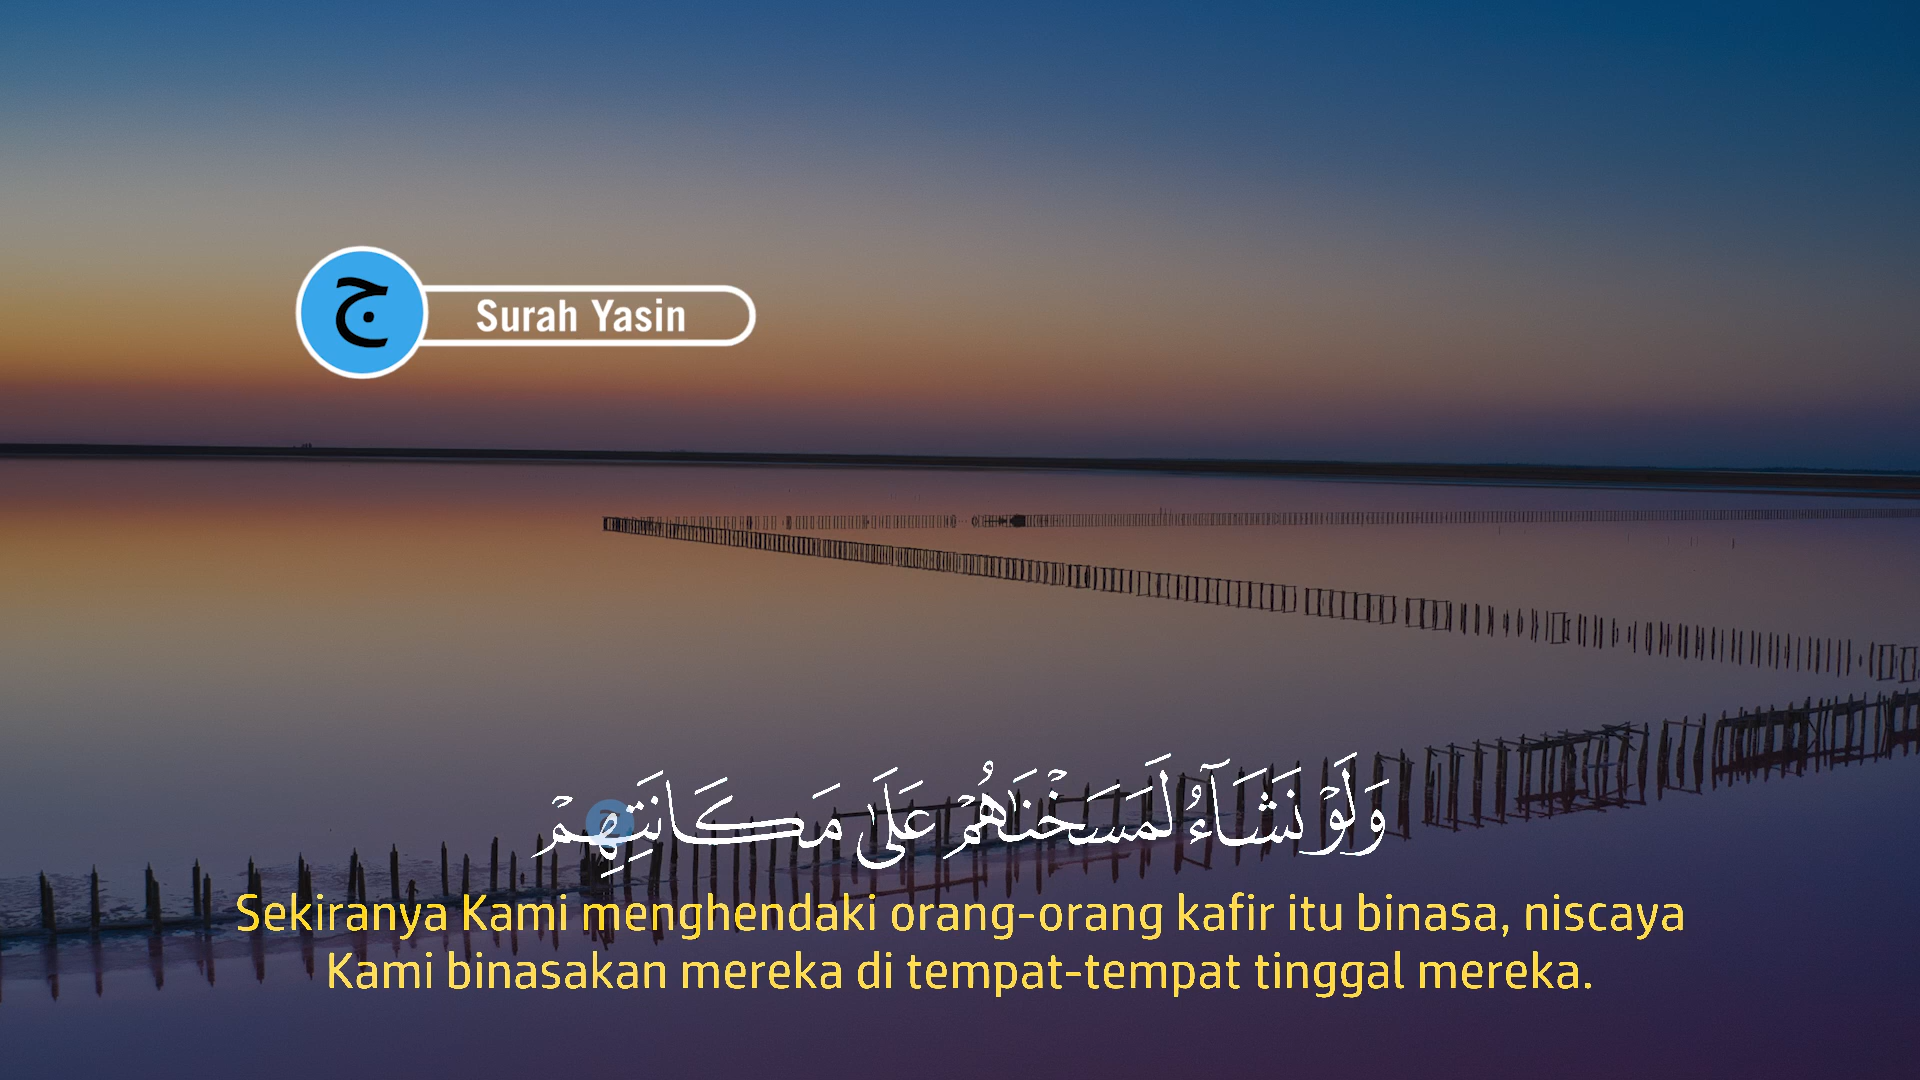 ج
Surah Yasin
وَلَوْ نَشَآءُ لَمَسَخْنَٰهُمْ عَلَىٰ مَكَانَتِهِمْ
Sekiranya Kami menghendaki orang-orang kafir itu binasa, niscaya
Kami binasakan mereka di tempat-tempat tinggal mereka.